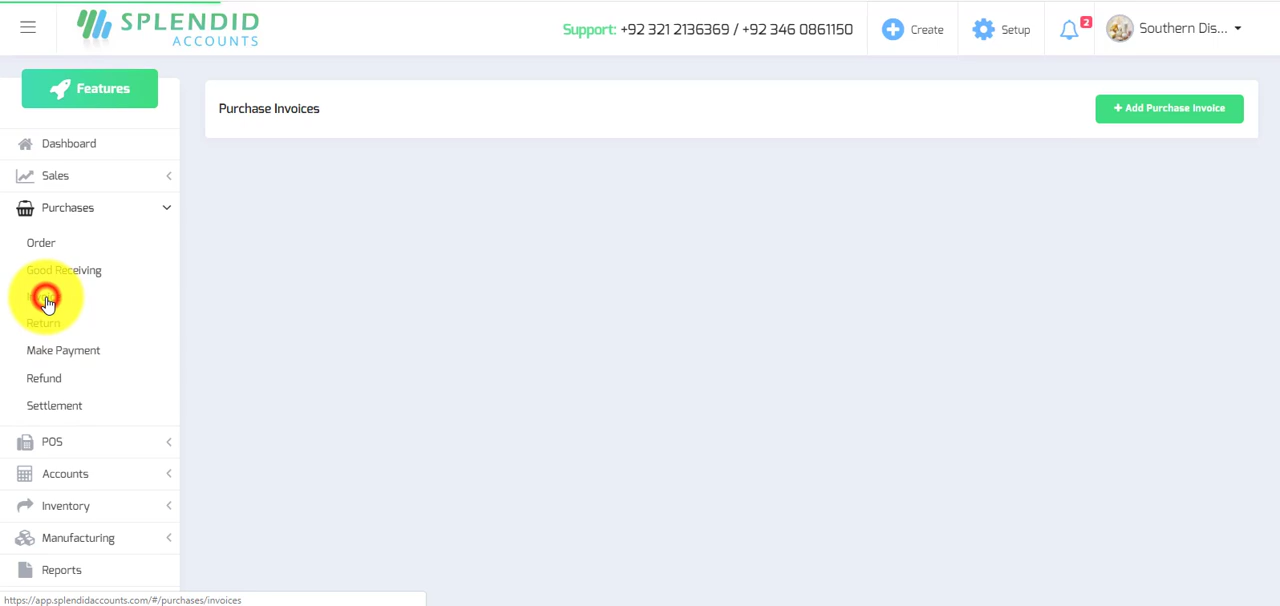 SPLENDID
ACCOUNTS
Support: +92 321 2136369 / +92 346 0861150
Create
Setup
2
Southern Dis...
Features
Purchase Invoices
+ Add Purchase Invoice
Dashboard
Sales
Purchases
Order
Good Receiving
Return
Make Payment
Refund
Settlement
POS
Accounts
Inventory
Manufacturing
Reports
https://app.splendidaccounts.com/#/purchases/invoices